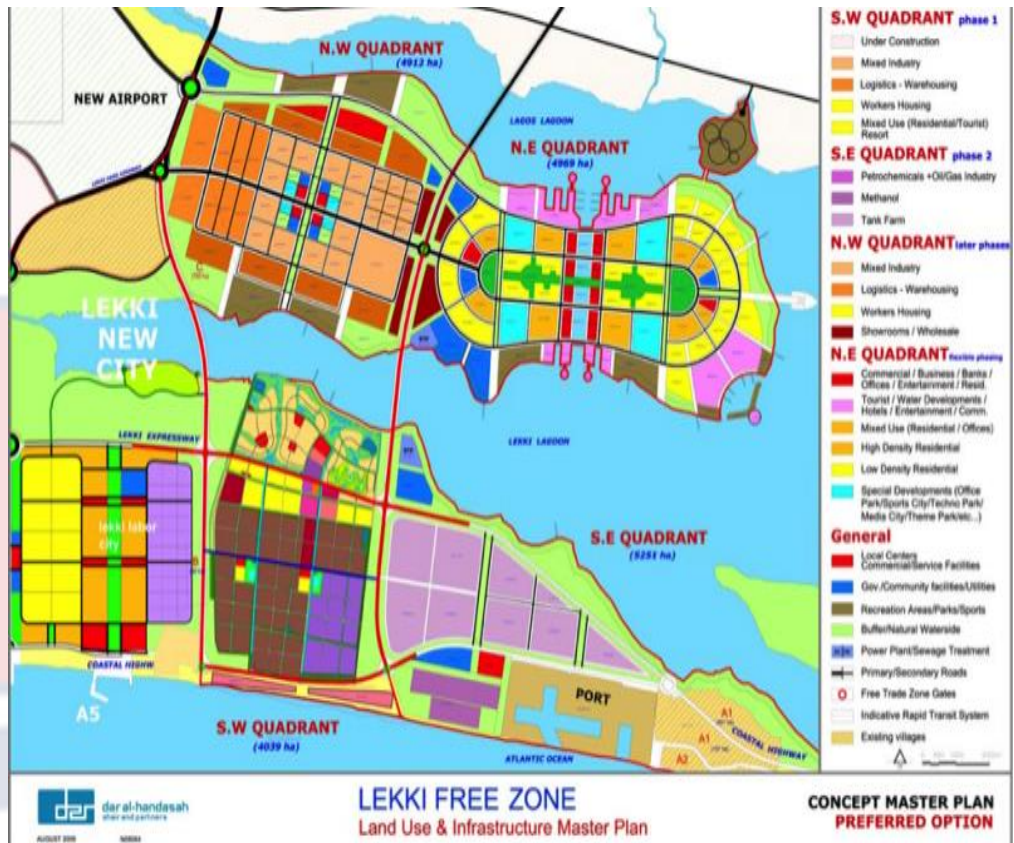 N.W QUADRANT
(4912 ha)
NEW AIRPORT
LAGOS LAGOON
N.E QUADRANT
(4969 ha)
LEKKI
NEW
CITY
LEKKI EXPRESSWAY
LEKKI LAGOON
lekki labor
city
S.E QUADRANT
(5251 ha)
COASTAL HIGHW
A5
S.W QUADRANT
(4039 ha)
PORT
ATLANTIC OCEAN
A1
A1
A2
COASTAL HIGHWAY
S.W QUADRANT phase 1
Under Construction
Mixed Industry
Logistics - Warehousing
Workers Housing
Mixed Use (Residential/Tourist)
Resort
S.E QUADRANT phase 2
Petrochemicals +Oil/Gas Industry
Methanol
Tank Farm
N.W QUADRANT later phases
Mixed Industry
Logistics - Warehousing
Workers Housing
Showrooms / Wholesale
N.E QUADRANT flexible phasing
Commercial / Business / Banks /
Offices / Entertainment / Resid.
Tourist / Water Developments /
Hotels / Entertainment / Comm.
Mixed Use (Residential / Offices)
High Density Residential
Low Density Residential
Special Developments (Office
Park/Sports City/Techno Park/
Media City/Theme Park/etc...)
General
Local Centers
Commercial/Service Facilities
Gov./Community facilities/Utilities
Recreation Areas/Parks/Sports
Buffer/Natural Waterside
Power Plant/Sewage Treatment
Primary/Secondary Roads
Free Trade Zone Gates
Indicative Rapid Transit System
Existing villages
dar al-handasah
shair and partners
LEKKI FREE ZONE
Land Use & Infrastructure Master Plan
CONCEPT MASTER PLAN
PREFERRED OPTION